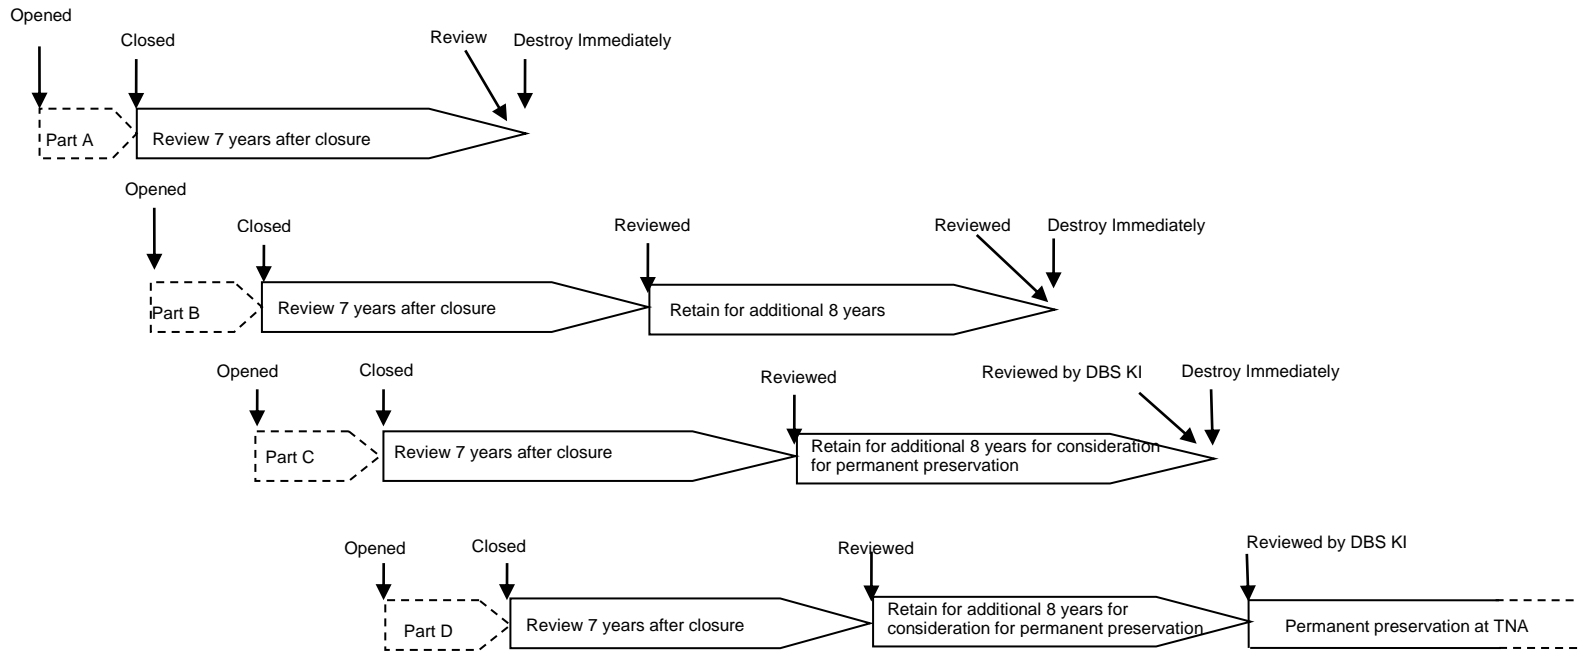 Opened
Closed
Review
Destroy Immediately
Part A
Review 7 years after closure
Opened
Closed
Reviewed
Reviewed
Destroy Immediately
Part B
Review 7 years after closure
Retain for additional 8 years
Opened
Closed
Reviewed
Reviewed by DBS KI
Destroy Immediately
Part C
Review 7 years after closure
Retain for additional 8 years for consideration
for permanent preservation
Opened
Closed
Reviewed
Reviewed by DBS KI
Part D
Review 7 years after closure
Retain for additional 8 years for
consideration for permanent preservation
Permanent preservation at TNA